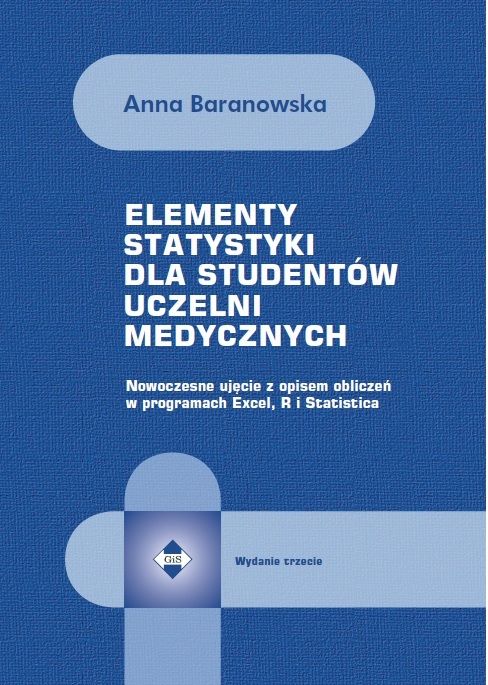 Anna Baranowska
ELEMENTY
STATYSTYKI
DLA STUDENTÓW
UCZELNI
MEDYCZNYCH
Nowoczesne ujęcie z opisem obliczeń
w programach Excel, R i Statistica
GiS
Wydanie trzecie